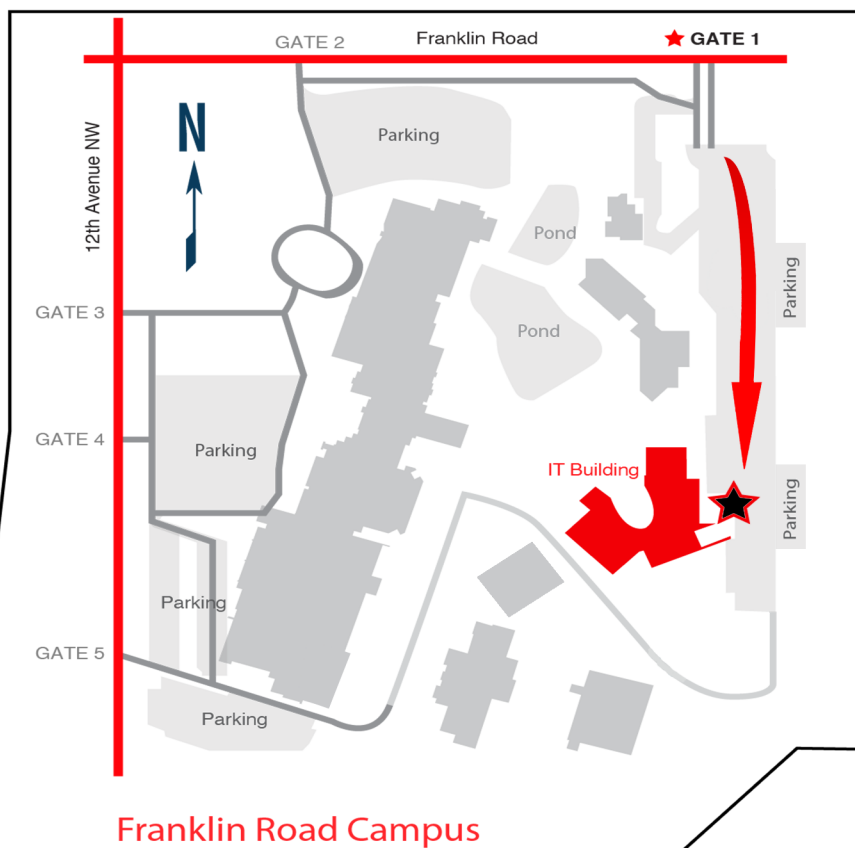 GATE 2
Franklin Road
GATE 1
N
Parking
12th Avenue NW
Pond
Parking
GATE 3
Pond
GATE 4
Parking
IT Building
Parking
Parking
GATE 5
Parking
Franklin Road Campus